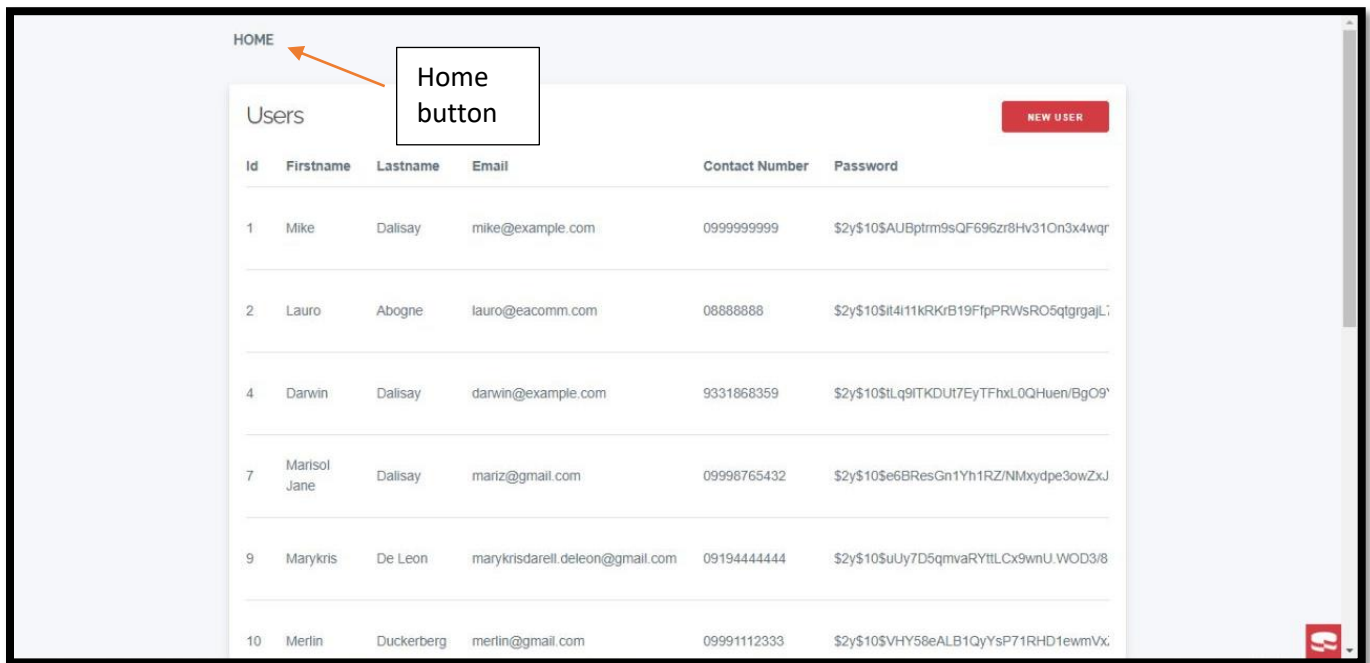 HOME
Home
button
Users
NEW USER
Id Firstname Lastname Email Contact Number Password
1 Mike Dalisay mike@example.com 0999999999 $2y$10$AUBptrm9sQF696zr8Hv31On3x4wqr
2 Lauro Abogne lauro@eacomm.com 08888888 $2y$10$it4i11kRKrB19FfpPRWsRO5qtgrgajL7
4 Darwin Dalisay darwin@example.com 9331868359 $2y$10$tLq9ITKDUt7EyTFhxL0QHuen/BgO9Y
7 Marisol Jane Dalisay mariz@gmail.com 09998765432 $2y$10$e6BResGn1Yh1RZ/NMxydpe3owZxJ
9 Marykris De Leon marykrisdarell.deleon@gmail.com 09194444444 $2y$10$uUy7D5qmvaRYttLCx9wnU.WOD3/8
10 Merlin Duckerberg merlin@gmail.com 09991112333 $2y$10$VHY58eALB1QyYsP71RHD1ewmVx